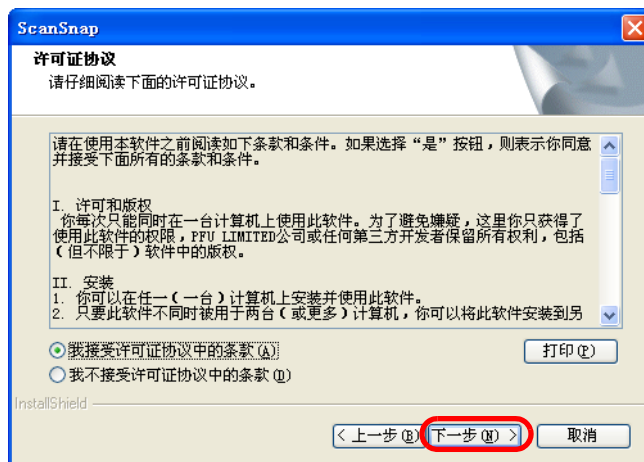 ScanSnap
许可证协议
请仔细阅读下面的许可证协议。
请在使用本软件之前阅读如下条款和条件。如果选择“是”按钮，则表示你同意
并接受下面所有的条款和条件。
I. 许可和版权
你每次只能同时在一台计算机上使用此软件。为了避免嫌疑，这里你只获得了
使用此软件的权限，PFU LIMITED公司或任何第三方开发者保留所有权利，包括
（但不限于）软件中的版权。
II. 安装
1. 你可以在任一（一台）计算机上安装并使用此软件。
2. 只要此软件不同时被用于两台（或更多）计算机，你可以将此软件安装到另
我接受许可证协议中的条款(A)
打印(P)
我不接受许可证协议中的条款(D)
InstallShield
< 上一步(B) 下一步(N) > 取消